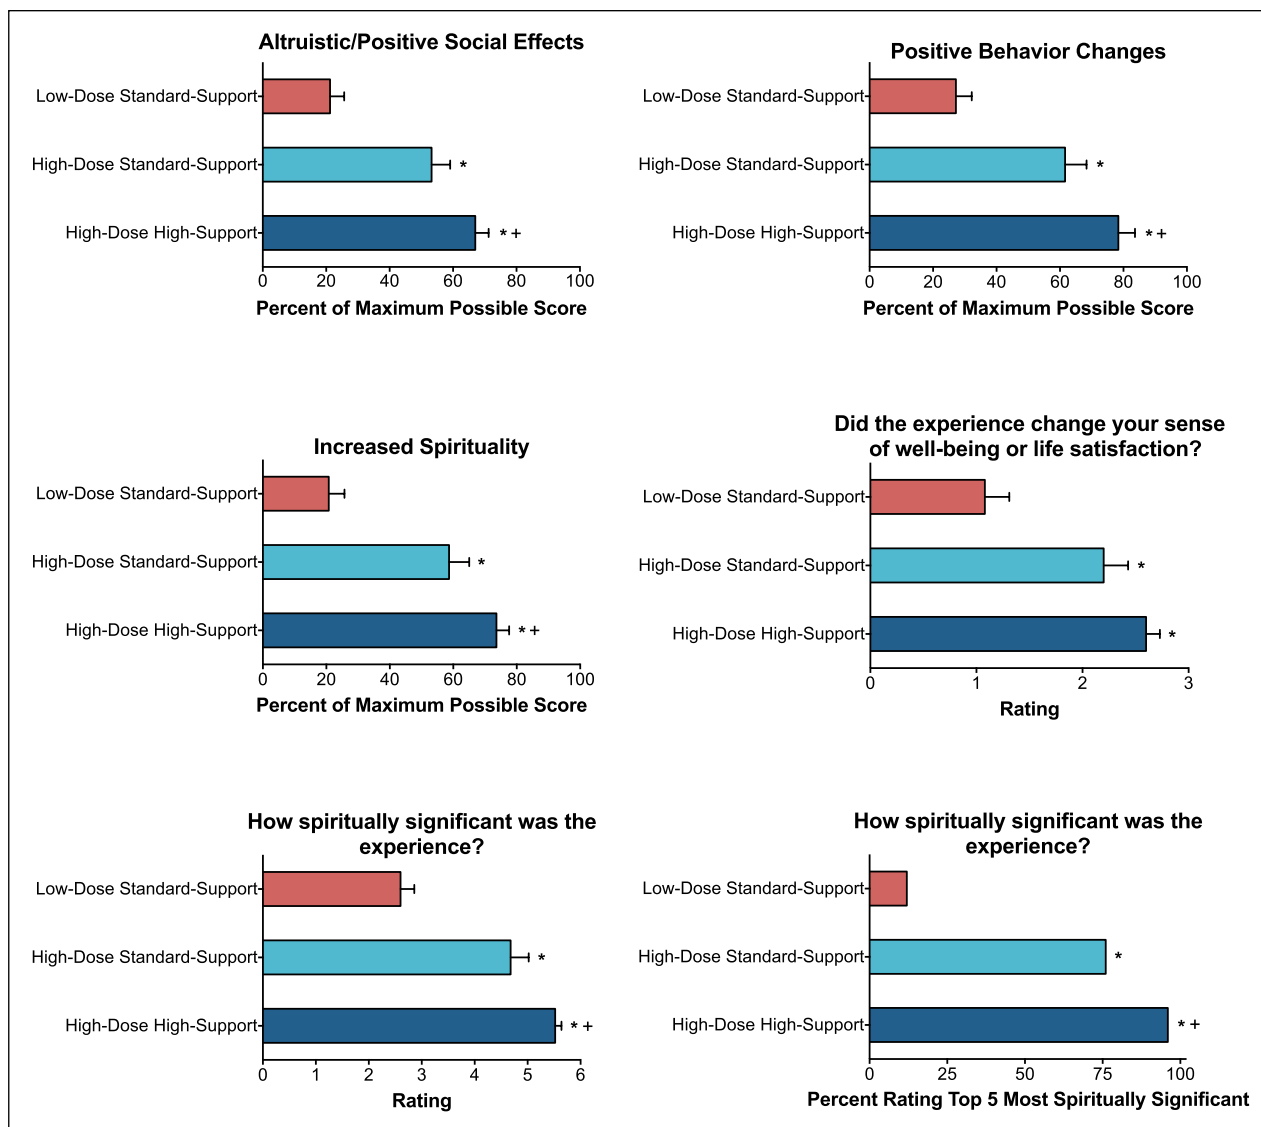 Altruistic/Positive Social Effects
Low-Dose Standard-Support
High-Dose Standard-Support
*
High-Dose High-Support
* +
0 20 40 60 80 100
Percent of Maximum Possible Score
Positive Behavior Changes
Low-Dose Standard-Support
High-Dose Standard-Support
*
High-Dose High-Support
* +
0 20 40 60 80 100
Percent of Maximum Possible Score
Increased Spirituality
Low-Dose Standard-Support
High-Dose Standard-Support
*
High-Dose High-Support
* +
0 20 40 60 80 100
Percent of Maximum Possible Score
Did the experience change your sense
of well-being or life satisfaction?
Low-Dose Standard-Support
High-Dose Standard-Support
*
High-Dose High-Support
*
0 1 2 3
Rating
How spiritually significant was the
experience?
Low-Dose Standard-Support
High-Dose Standard-Support
*
High-Dose High-Support
* +
0 1 2 3 4 5 6
Rating
How spiritually significant was the
experience?
Low-Dose Standard-Support
High-Dose Standard-Support
*
High-Dose High-Support
* +
0 25 50 75 100
Percent Rating Top 5 Most Spiritually Significant